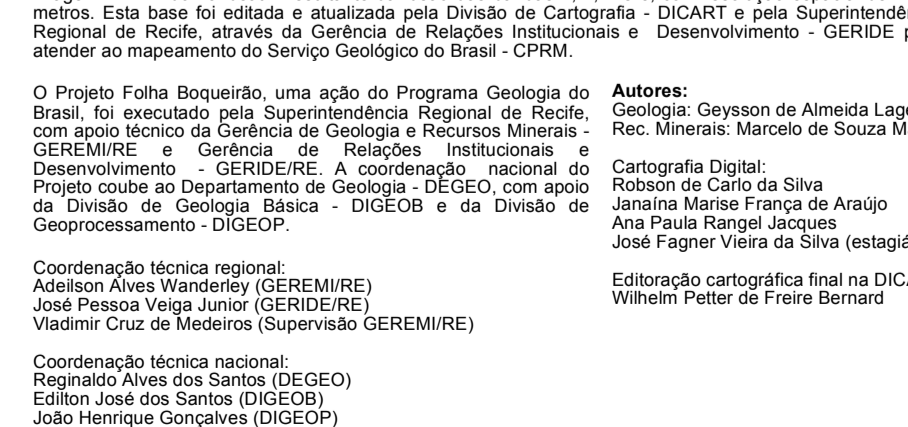 metros. Esta base foi editada e atualizada pela Divisão de Cartografia - DICART e pela
Regional de Recife, através da Gerência de Relações Institucionais e Desenvolvimento - GERIDE
atender ao mapeamento do Serviço Geológico do Brasil - CPRM.
O Projeto Folha Boqueirão, uma ação do Programa Geologia do
Brasil, foi executado pela Superintendência Regional de Recife,
com apoio técnico da Gerência de Geologia e Recursos Minerais -
GEREMI/RE e Gerência de Relações Institucionais e
Desenvolvimento - GERIDE/RE. A coordenação nacional do
Projeto coube ao Departamento de Geologia - DEGEO, com apoio
da Divisão de Geologia Básica - DIGEOB e da Divisão de
Geoprocessamento - DIGEOP.
Coordenação técnica regional:
Adeilson Alves Wanderley (GEREMI/RE)
José Pessoa Veiga Junior (GERIDE/RE)
Vladimir Cruz de Medeiros (Supervisão GEREMI/RE)
Coordenação técnica nacional:
Reginaldo Alves dos Santos (DEGEO)
Edilton José dos Santos (DIGEOB)
João Henrique Gonçalves (DIGEOP)
Autores:
Geologia: Geysson de Almeida
Rec. Minerais: Marcelo de Souza
Cartografia Digital:
Robson de Carlo da Silva
Janaína Marise França de Araújo
Ana Paula Rangel Jacques
José Fagner Vieira da Silva
Editoração cartográfica final na
Wilhelm Petter de Freire Bernard